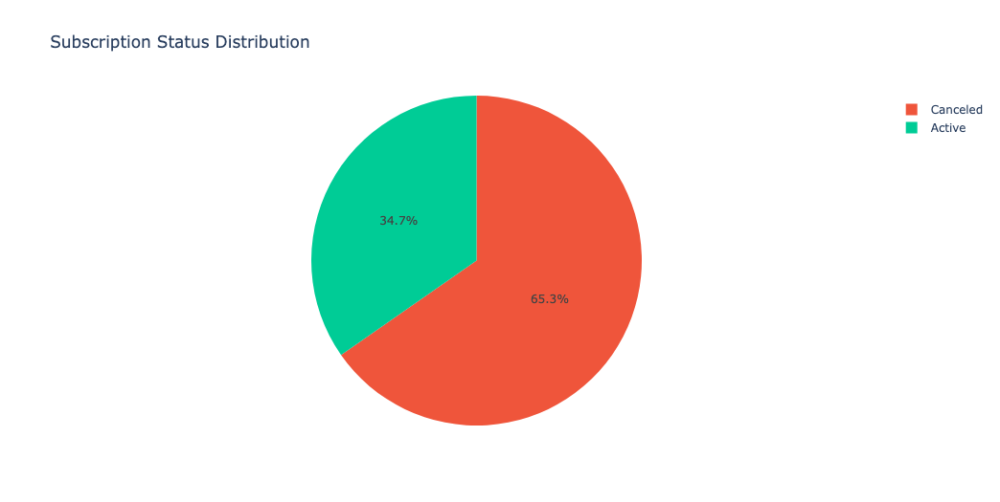 Subscription Status Distribution
Canceled
Active
34.7%
65.3%